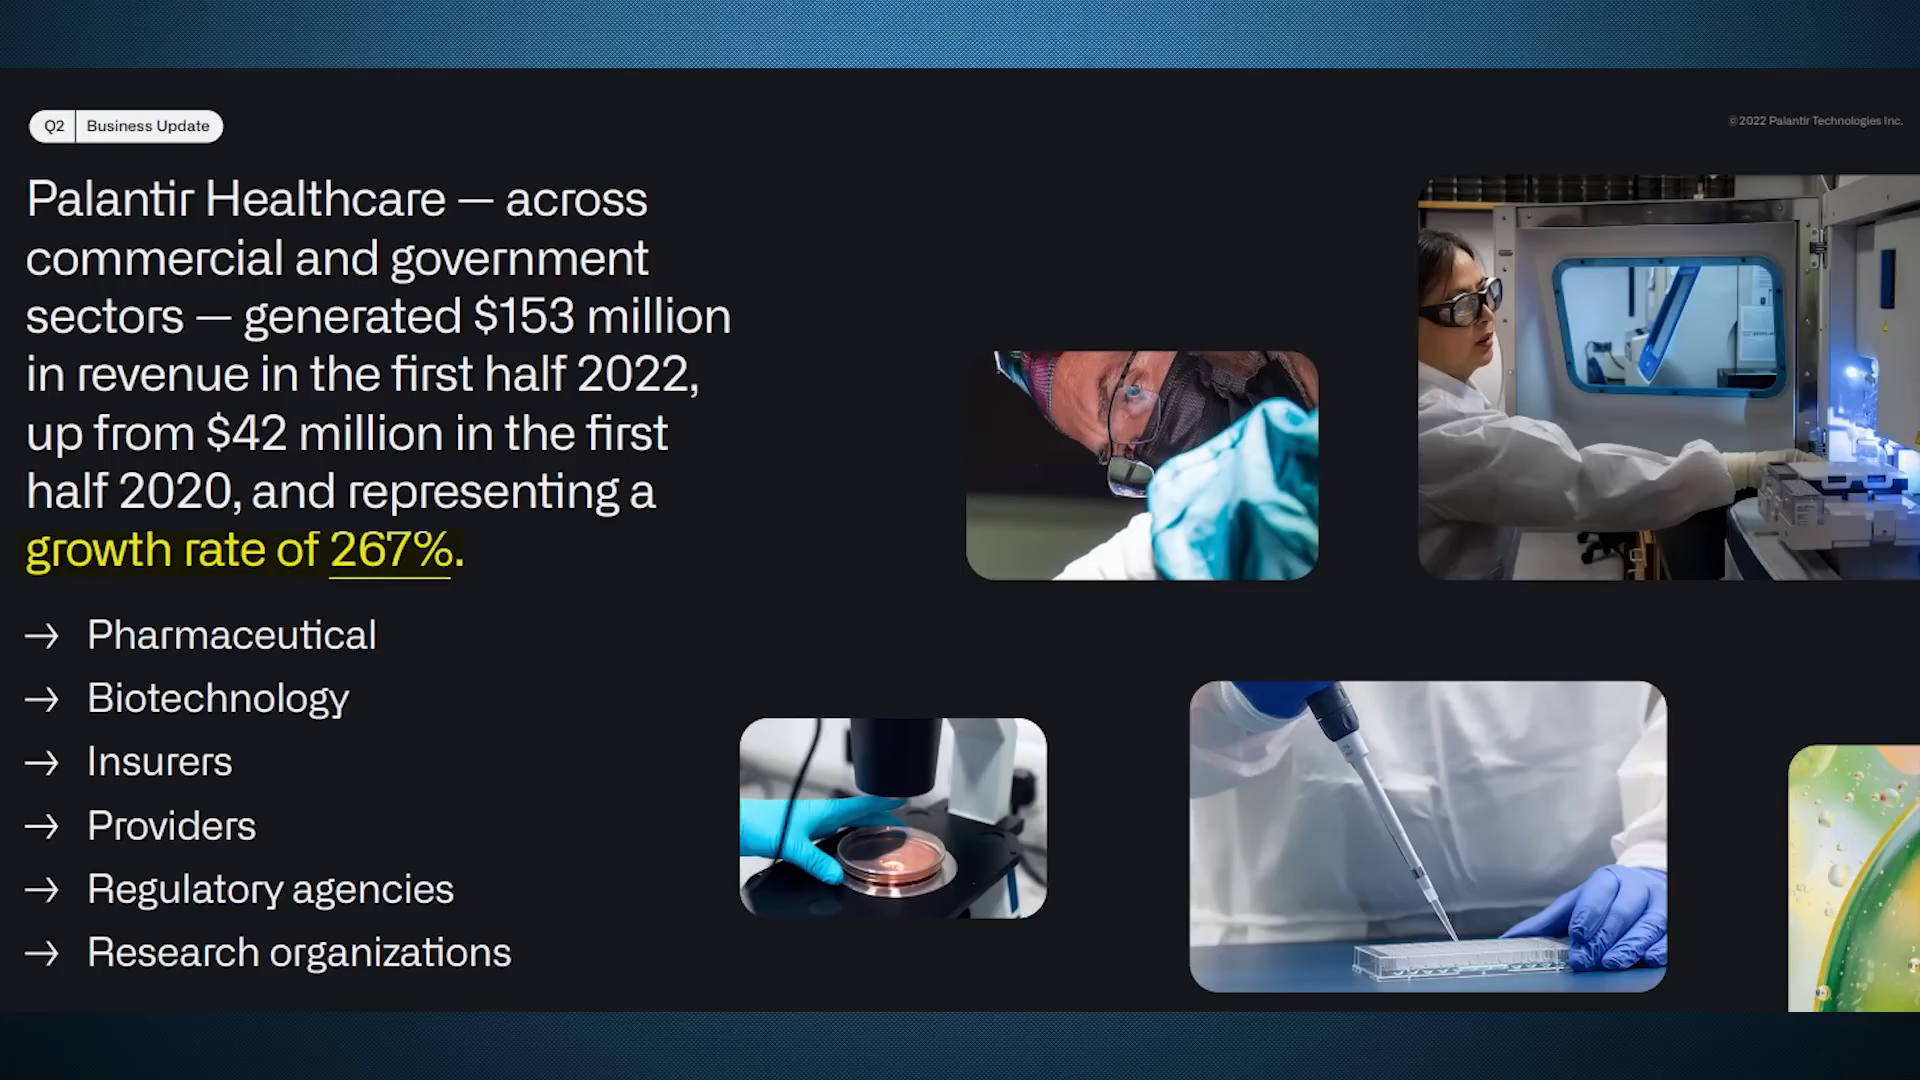 Q2 Business Update
©2022 Palantir Technologies Inc.
Palantir Healthcare — across
commercial and government
sectors — generated $153 million
in revenue in the first half 2022,
up from $42 million in the first
half 2020, and representing a
growth rate of 267%.
→ Pharmaceutical
→ Biotechnology
→ Insurers
→ Providers
→ Regulatory agencies
→ Research organizations